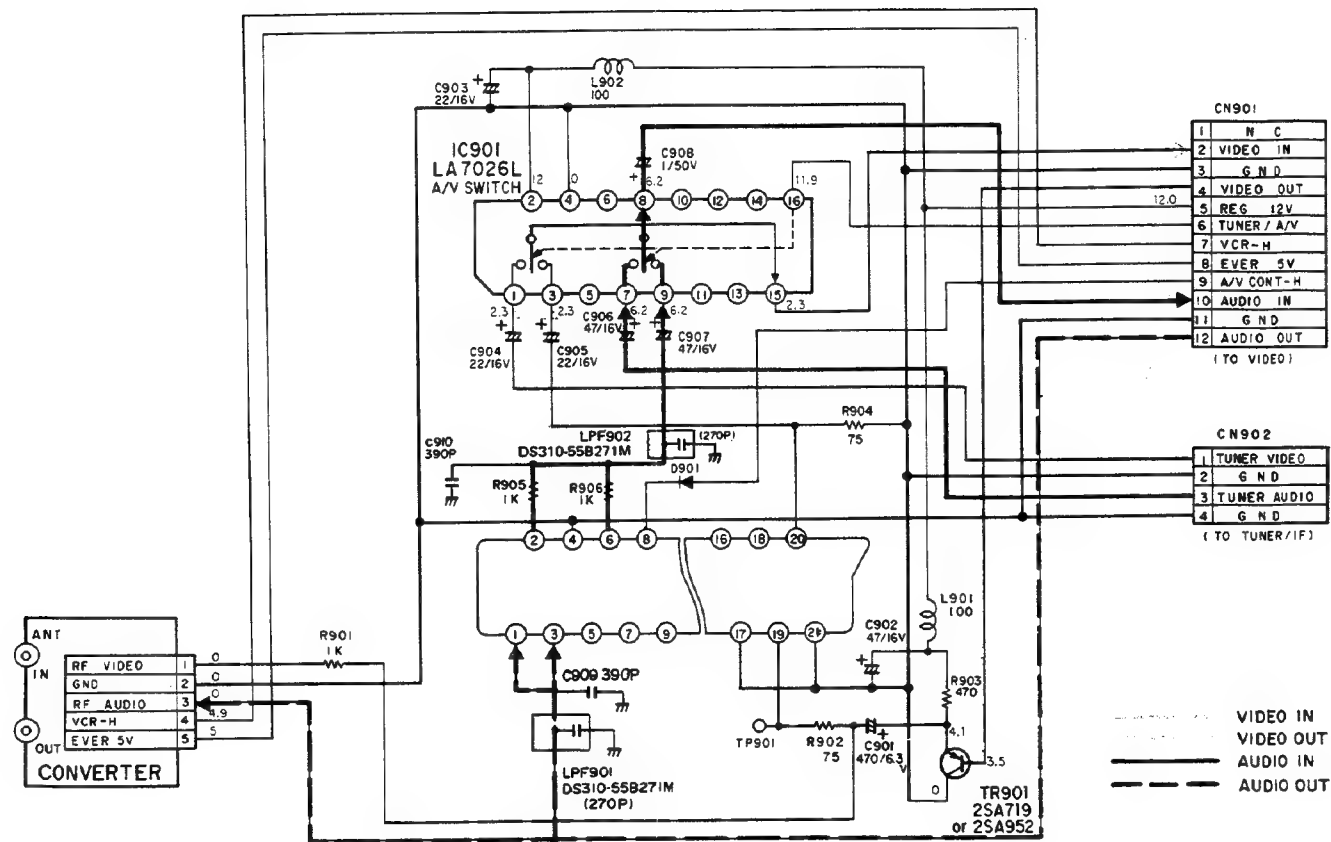 C903
22/16V
+
L902
100
IC901
LA7026L
A/V SWITCH
C908
1/50V
+
6.2
12
0
11.9
2 4 6 8 10 12 14 16
1 3 5 7 9 11 13 15
2.3
2.3
6.2
6.2
2.3
+
+
+
+
C904
22/16V
C905
22/16V
C906
47/16V
C907
47/16V
CN901
1 N C
2 VIDEO IN
3 G N D
4 VIDEO OUT
5 REG 12V
6 TUNER / A/V
7 VCR-H
8 EVER 5V
9 A/V CONT-H
10 AUDIO IN
11 G N D
12 AUDIO OUT
(TO VIDEO)
12.0
R904
75
LPF902
DS310-55B271M
(270P)
C910
390P
R905
1K
R906
1K
D901
CN902
1 TUNER VIDEO
2 G N D
3 TUNER AUDIO
4 G N D
(TO TUNER/IF)
2 4 6 8 16 18 20
1 3 5 7 9 17 19 21
C909 390P
LPF901
DS310-55B271M
(270P)
L901
100
C902
47/16V
+
R903
470
TP901
R902
75
C901
470/6.3
V
+
4.1
3.5
0
TR901
2SA719
or 2SA952
ANT
IN
OUT
RF VIDEO 1
GND 2
RF AUDIO 3
VCR-H 4
EVER 5V 5
CONVERTER
0
0
0
4.9
5
R901
1K
VIDEO IN
VIDEO OUT
AUDIO IN
AUDIO OUT